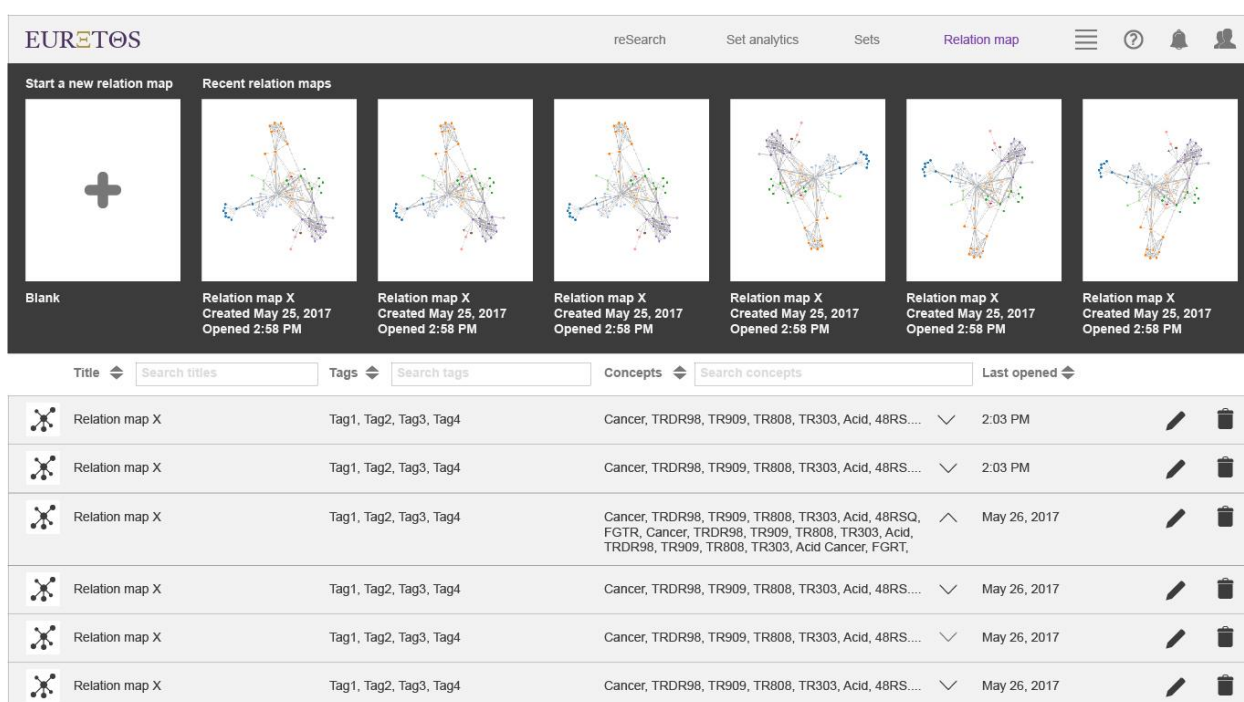 EURΞTΘS
reSearch Set analytics Sets Relation map
Start a new relation map Recent relation maps
Blank
Relation map X
Created May 25, 2017
Opened 2:58 PM
Relation map X
Created May 25, 2017
Opened 2:58 PM
Relation map X
Created May 25, 2017
Opened 2:58 PM
Relation map X
Created May 25, 2017
Opened 2:58 PM
Relation map X
Created May 25, 2017
Opened 2:58 PM
Relation map X
Created May 25, 2017
Opened 2:58 PM
Title Search titles Tags Search tags Concepts Search concepts Last opened
Relation map X Tag1, Tag2, Tag3, Tag4 Cancer, TRDR98, TR909, TR808, TR303, Acid, 48RS.... 2:03 PM
Relation map X Tag1, Tag2, Tag3, Tag4 Cancer, TRDR98, TR909, TR808, TR303, Acid, 48RS.... 2:03 PM
Relation map X Tag1, Tag2, Tag3, Tag4 Cancer, TRDR98, TR909, TR808, TR303, Acid, 48RSQ, May 26, 2017
FGTR, Cancer, TRDR98, TR909, TR808, TR303, Acid,
TRDR98, TR909, TR808, TR303, Acid Cancer, FGRT,
Relation map X Tag1, Tag2, Tag3, Tag4 Cancer, TRDR98, TR909, TR808, TR303, Acid, 48RS.... May 26, 2017
Relation map X Tag1, Tag2, Tag3, Tag4 Cancer, TRDR98, TR909, TR808, TR303, Acid, 48RS.... May 26, 2017
Relation map X Tag1, Tag2, Tag3, Tag4 Cancer, TRDR98, TR909, TR808, TR303, Acid, 48RS.... May 26, 2017